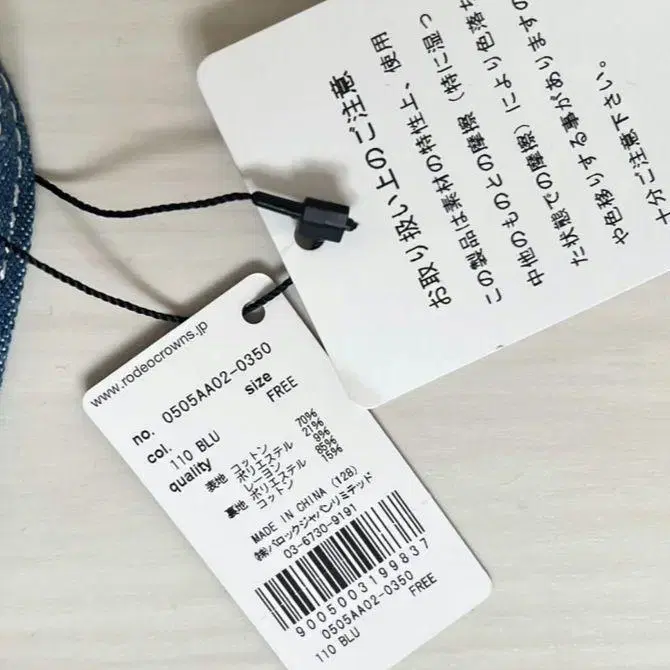 お取り扱い上のご注意
この製品は素材の特性上、使用
中他のものとの摩擦（特に湿っ
た状態での摩擦）により色落ち
や色移りする事がありますの
十分ご注意下さい。
www.rodeocrowns.jp
no. 0505AA02-0350
col. size
110 BLU FREE
quality
表地 コットン 70%
ポリエステル 21%
レーヨン 9%
裏地 ポリエステル 85%
コットン 15%
MADE IN CHINA (128)
㈱バロックジャパンリミテッド
03-6730-9191
9005003199837
0505AA02-0350
110 BLU FREE